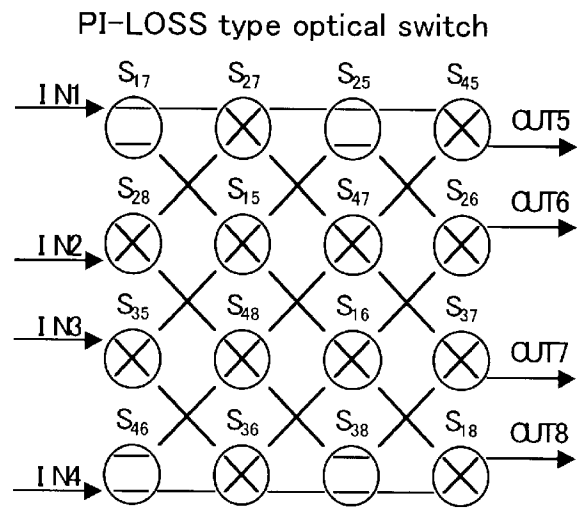 PI-LOSS type optical switch
S17 S27 S25 S45
IN1
OUT5
S28 S15 S47 S26
OUT6
IN2
S35 S48 S16 S37
IN3
OUT7
S46 S36 S38 S18
OUT8
IN4